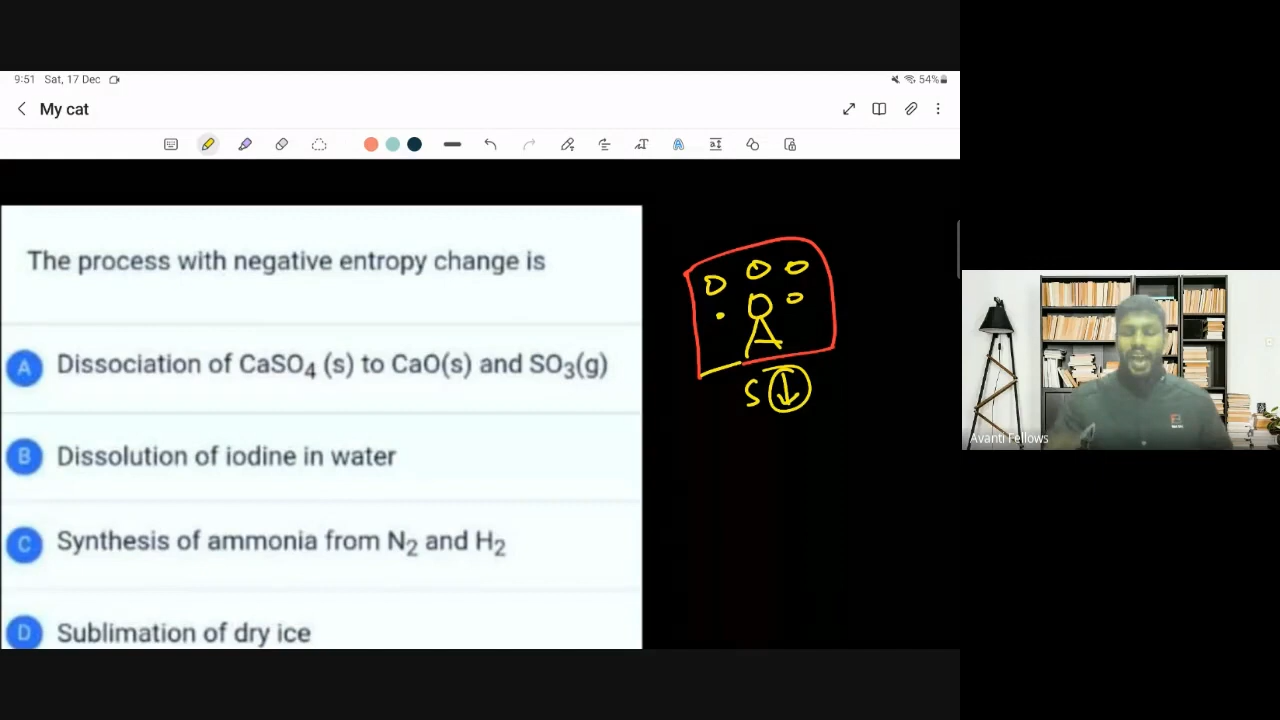 9:51 Sat, 17 Dec
54%
My cat
The process with negative entropy change is
A Dissociation of CaSO₄ (s) to CaO(s) and SO₃(g)
B Dissolution of iodine in water
C Synthesis of ammonia from N₂ and H₂
D Sublimation of dry ice
S ↓
Avanti Fellows